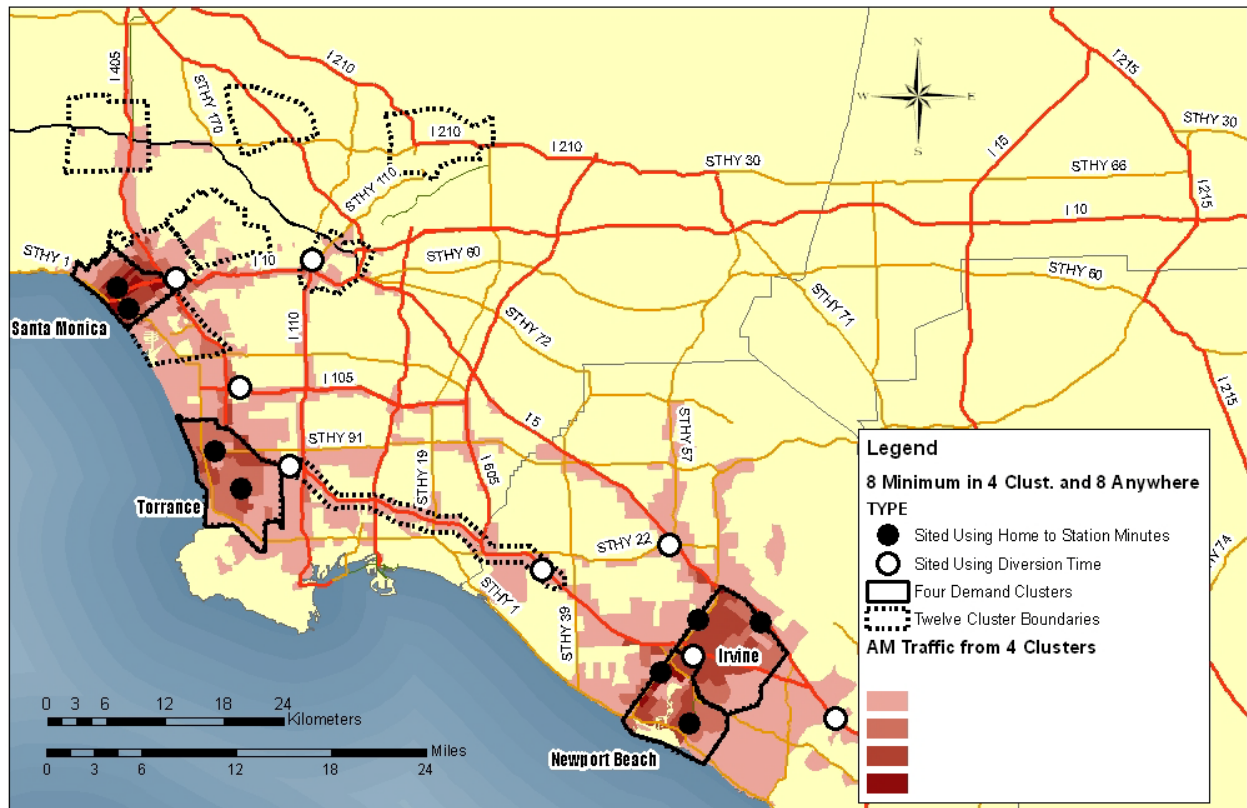 I 405
I 210
STHY 170
I 210
I 210
STHY 110
STHY 30
STHY 66
I 15
I 215
STHY 30
I 215
N
W
E
S
I 10
STHY 1
I 10
STHY 60
STHY 60
STHY 71
STHY 72
Santa Monica
I 110
I 105
I 5
I 215
STHY 91
STHY 19
I 605
STHY 57
Torrance
STHY 22
STHY 1
STHY 39
Irvine
Newport Beach
STHY 7A
0 3 6 12 18 24
Kilometers
Miles
0 3 6 12 18 24
Legend
8 Minimum in 4 Clust. and 8 Anywhere
TYPE
Sited Using Home to Station Minutes
Sited Using Diversion Time
Four Demand Clusters
Twelve Cluster Boundaries
AM Traffic from 4 Clusters